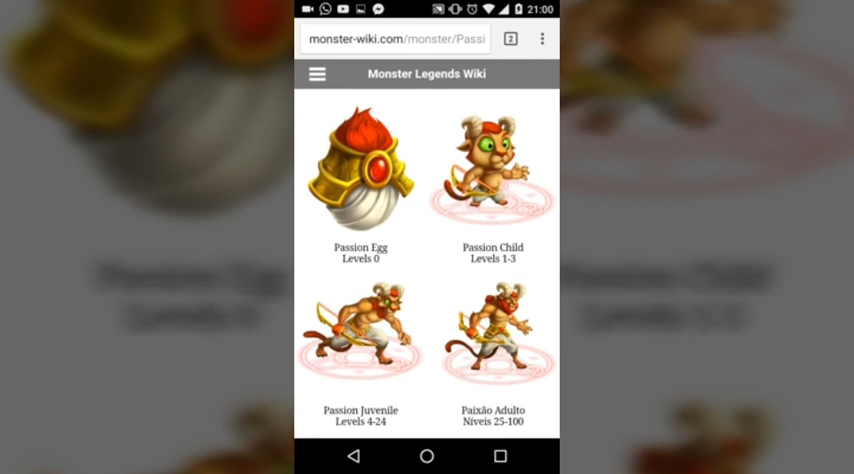 21:00
monster-wiki.com/monster/Passi
2
Monster Legends Wiki
Passion Egg
Levels 0
Passion Child
Levels 1-3
Passion Juvenile
Levels 4-24
Paixão Adulto
Níveis 25-100